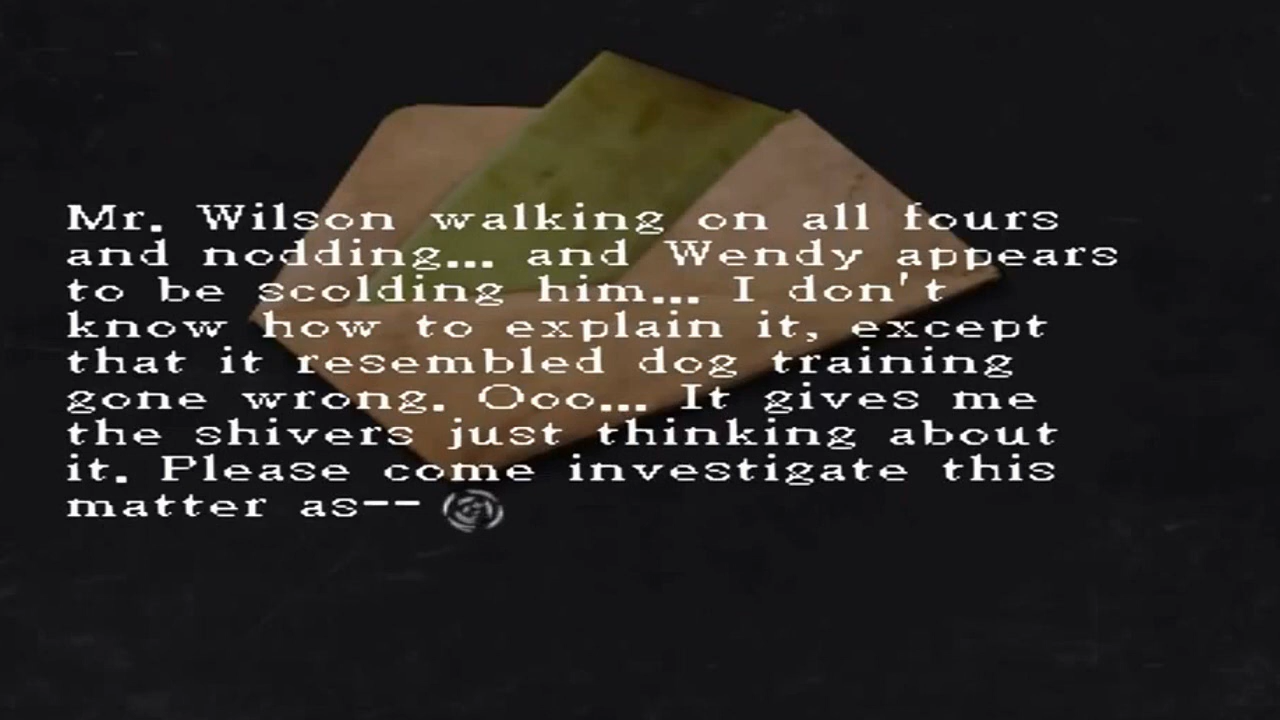 Mr. Wilson walking on all fours
and nodding... and Wendy appears
to be scolding him... I don't
know how to explain it, except
that it resembled dog training
gone wrong. Ooo... It gives me
the shivers just thinking about
it. Please come investigate this
matter as--